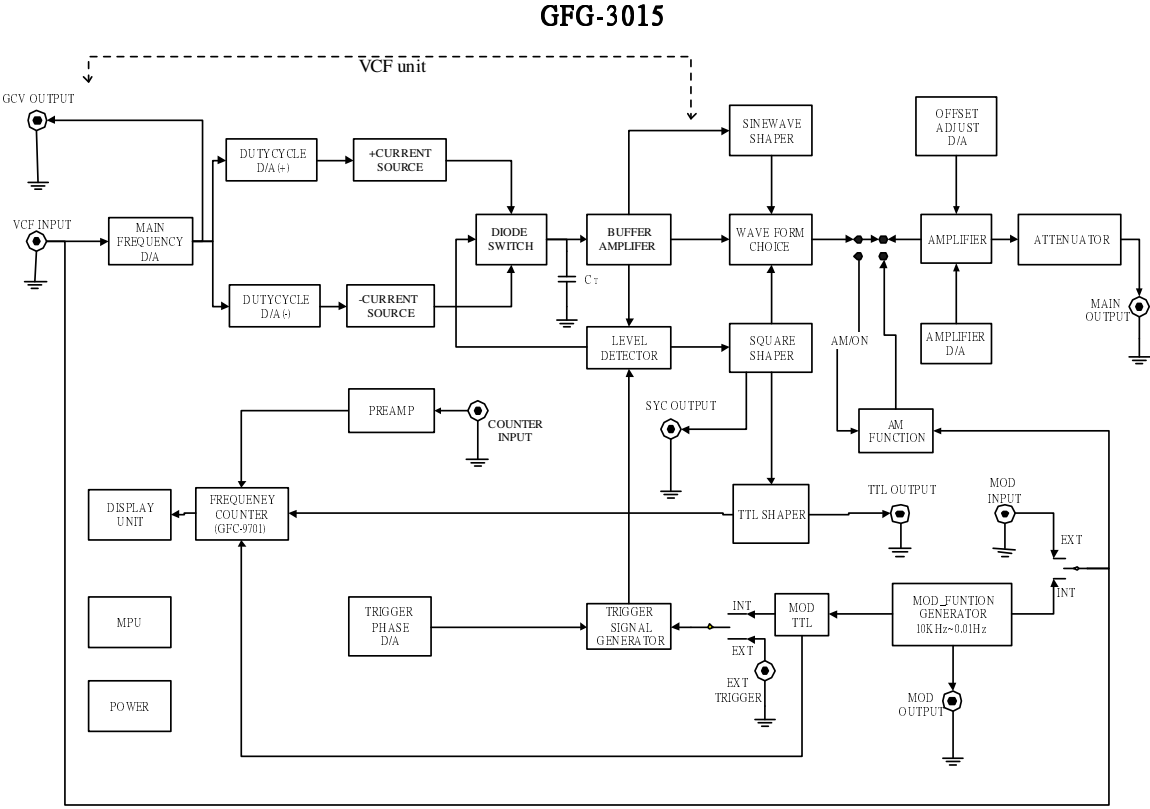 GFG-3015
VCF unit
GCV OUTPUT
SINEWAVE
SHAPER
OFFSET
ADJUST
D/A
DUTYCYCLE
D/A(+)
+CURRENT
SOURCE
VCF INPUT
MAIN
FREQUENCY
D/A
DIODE
SWITCH
BUFFER
AMPLIFER
WAVE FORM
CHOICE
AMPLIFIER
ATTENUATOR
CT
DUTYCYCLE
D/A(-)
-CURRENT
SOURCE
MAIN
OUTPUT
LEVEL
DETECTOR
SQUARE
SHAPER
AM/ON
AMPLIFIER
D/A
PREAMP
COUNTER
INPUT
SYC OUTPUT
AM
FUNCTION
DISPLAY
UNIT
FREQUENEY
COUNTER
(GFC-9701)
TTL SHAPER
TTL OUTPUT
MOD
INPUT
EXT
INT
MPU
TRIGGER
PHASE
D/A
TRIGGER
SIGNAL
GENERATOR
INT
EXT
MOD
TTL
MOD_FUNTION
GENERATOR
10KHz~0.01Hz
EXT
TRIGGER
POWER
MOD
OUTPUT